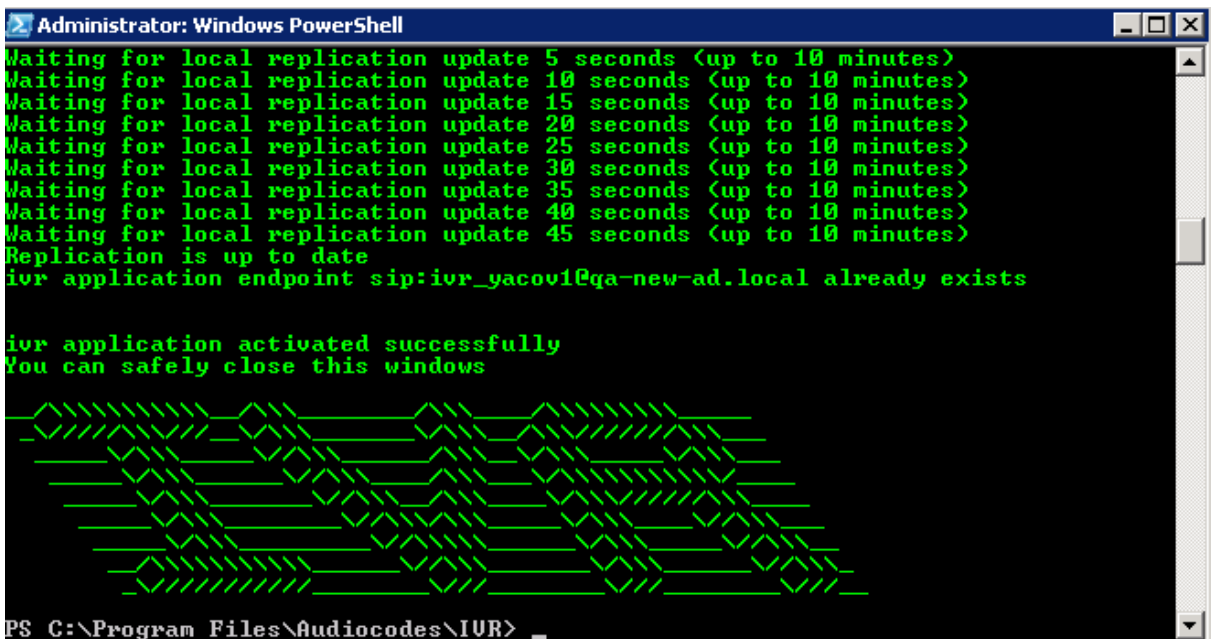 Administrator: Windows PowerShell
Waiting for local replication update 5 seconds (up to 10 minutes)
Waiting for local replication update 10 seconds (up to 10 minutes)
Waiting for local replication update 15 seconds (up to 10 minutes)
Waiting for local replication update 20 seconds (up to 10 minutes)
Waiting for local replication update 25 seconds (up to 10 minutes)
Waiting for local replication update 30 seconds (up to 10 minutes)
Waiting for local replication update 35 seconds (up to 10 minutes)
Waiting for local replication update 40 seconds (up to 10 minutes)
Waiting for local replication update 45 seconds (up to 10 minutes)
Replication is up to date
ivr application endpoint sip:ivr_yacov1@qa-new-ad.local already exists
ivr application activated successfully
You can safely close this windows
IVR
PS C:\Program Files\Audiocodes\IVR> _